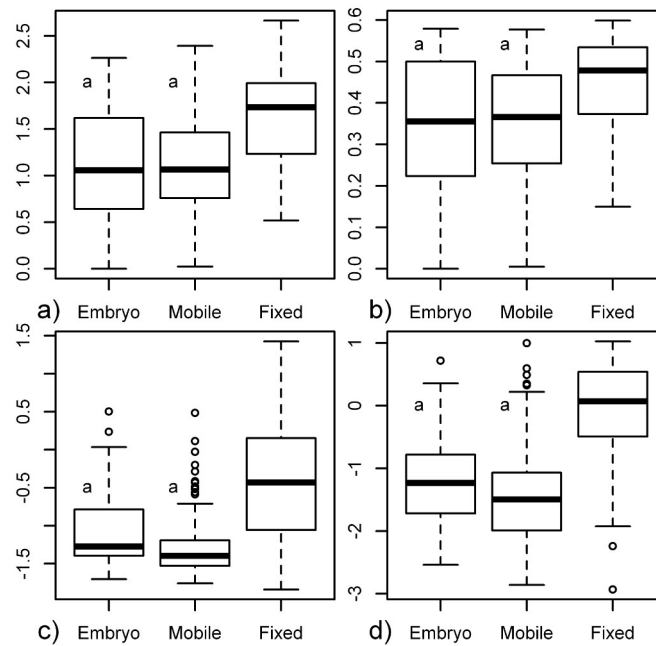 2.5
2.0
1.5
1.0
0.5
0.0
a
a
a) Embryo Mobile Fixed
0.6
0.5
0.4
0.3
0.2
0.1
0.0
a
a
b) Embryo Mobile Fixed
1.5
0.5
-0.5
-1.5
a
a
c) Embryo Mobile Fixed
0
-1
-2
-3
a
a
d) Embryo Mobile Fixed